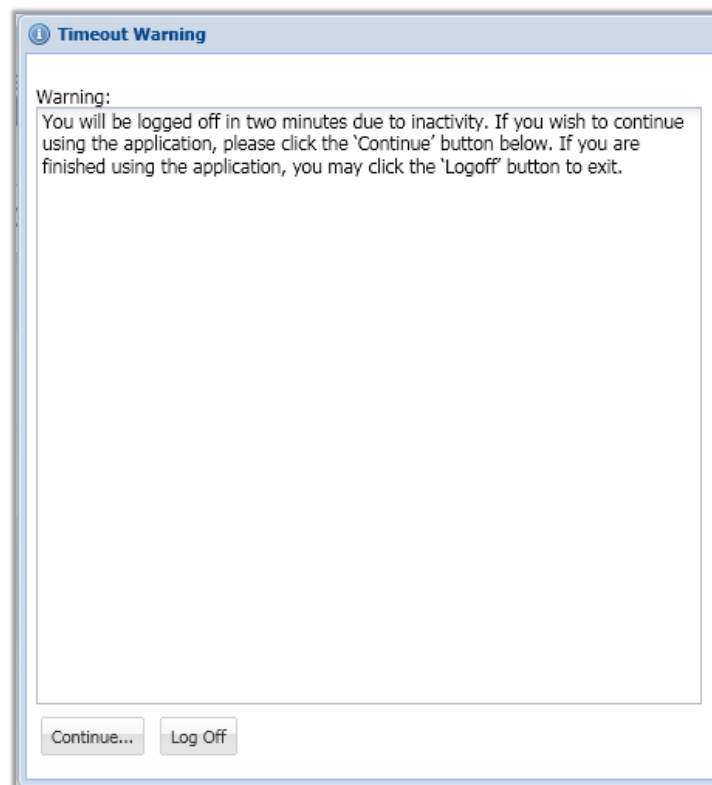 Timeout Warning
Warning:
You will be logged off in two minutes due to inactivity. If you wish to continue
using the application, please click the ‘Continue’ button below. If you are
finished using the application, you may click the ‘Logoff’ button to exit.
Continue... Log Off